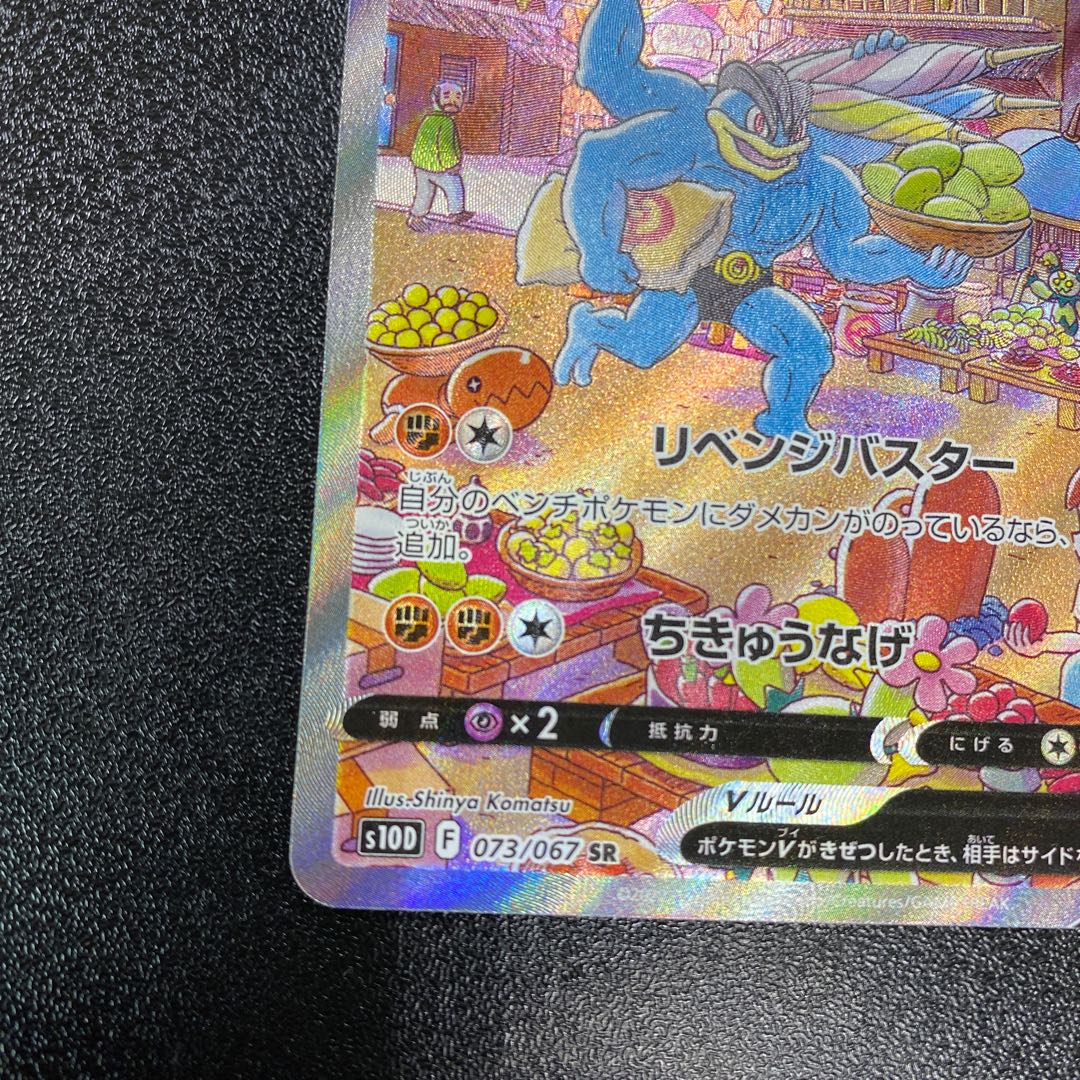 リベンジバスター
じぶん
自分のベンチポケモンにダメカンがのっているなら、
ついか
追加。
ちきゅうなげ
弱点 ×2 抵抗力 にげる
Illus.Shinya Komatsu
Vルール
s10D F 073/067 SR
ブイ あいて
ポケモンVがきぜつしたとき、相手はサイド
Creatures/GAME FREAK